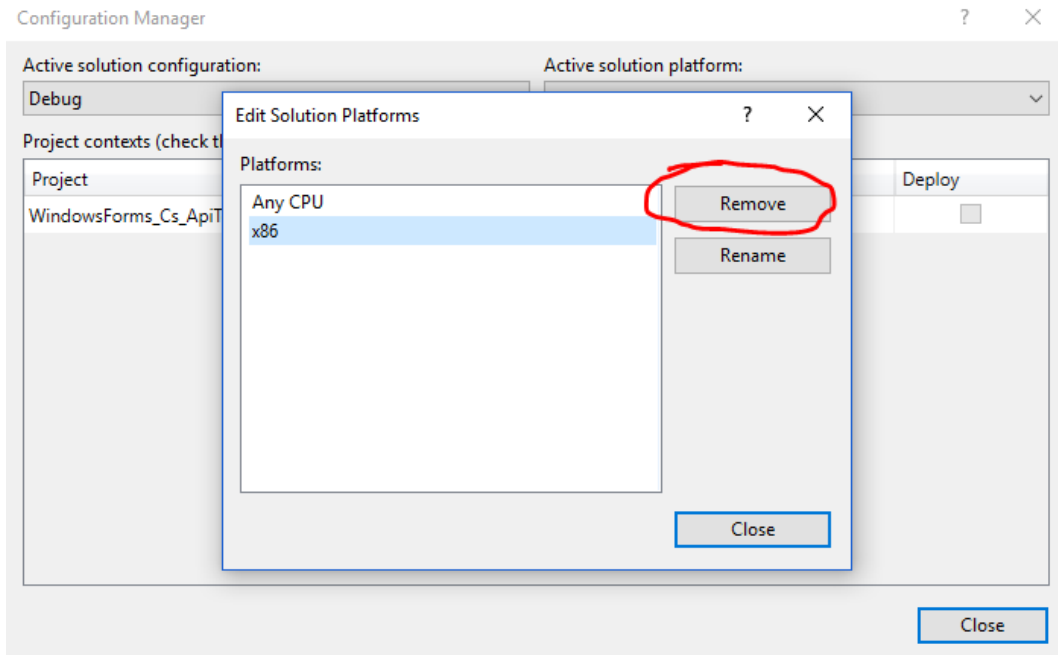 Configuration Manager
?
Active solution configuration:
Active solution platform:
Debug
Edit Solution Platforms
?
Project contexts (check t
Platforms:
Project
Deploy
Any CPU
Remove
WindowsForms_Cs_ApiT
x86
Rename
Close
Close